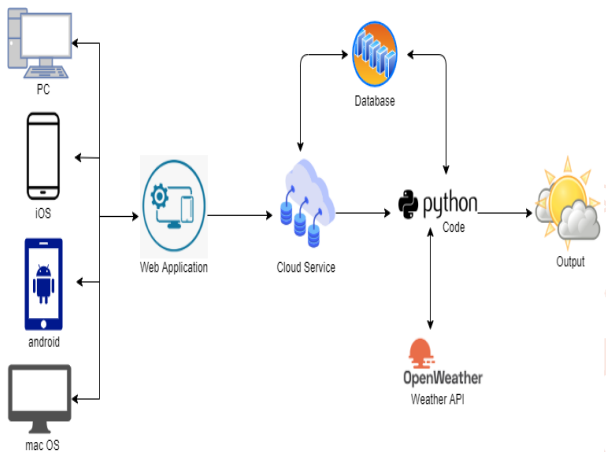 PC
iOS
android
mac OS
Web Application
Cloud Service
Database
python
Code
OpenWeather
Weather API
Output